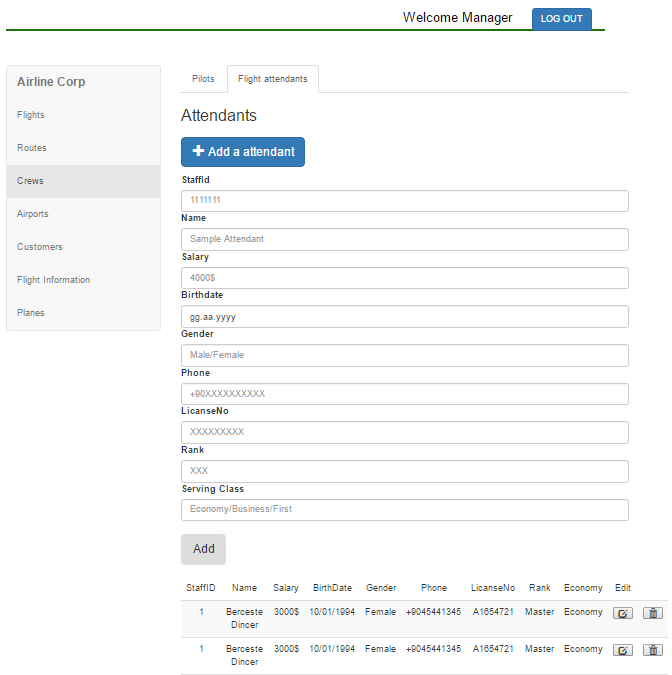 Welcome Manager LOG OUT
Airline Corp
Flights
Routes
Crews
Airports
Customers
Flight Information
Planes
Pilots Flight attendants
Attendants
Add a attendant
StaffId
1111111
Name
Sample Attendant
Salary
4000$
Birthdate
gg.aa.yyyy
Gender
Male/Female
Phone
+90XXXXXXXXXX
LicanseNo
XXXXXXXXX
Rank
XXX
Serving Class
Economy/Business/First
Add
StaffID Name Salary BirthDate Gender Phone LicanseNo Rank Economy Edit
1 Berceste 3000$ 10/01/1994 Female +9045441345 A1654721 Master Economy
Dincer
1 Berceste 3000$ 10/01/1994 Female +9045441345 A1654721 Master Economy
Dincer